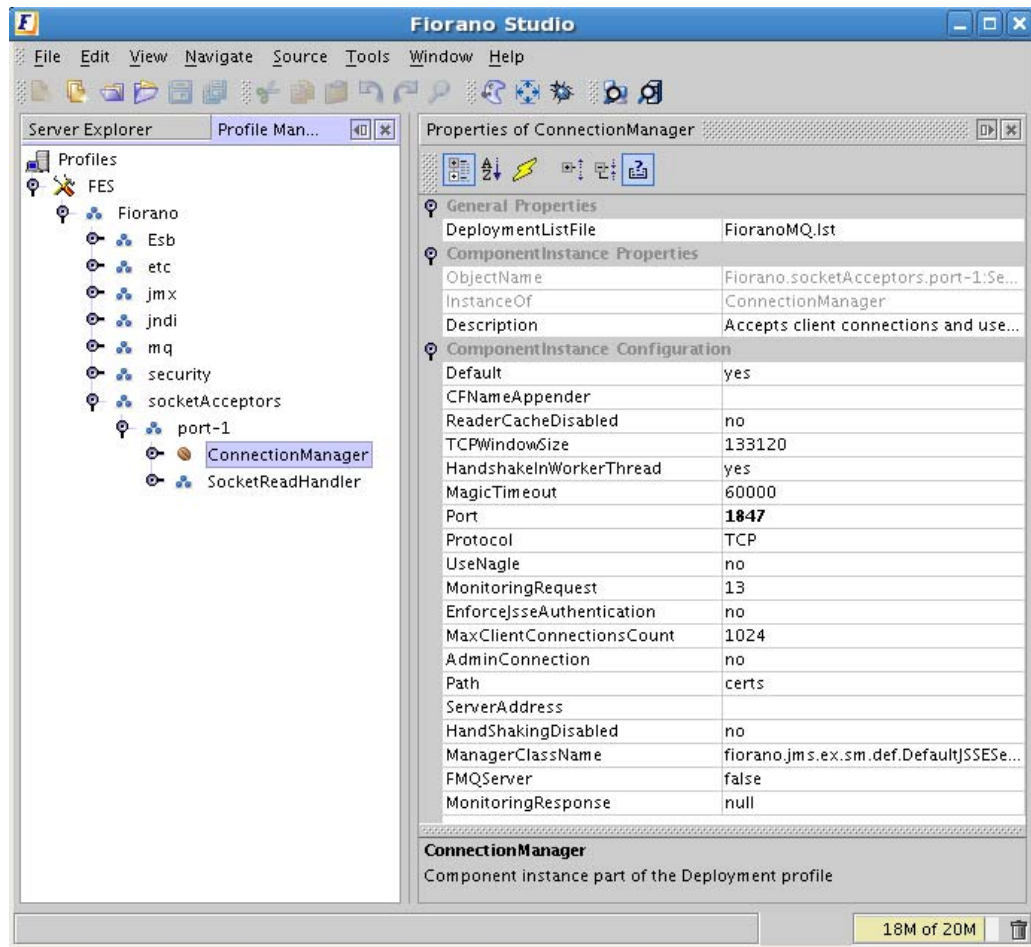 Fiorano Studio
File Edit View Navigate Source Tools Window Help
Server Explorer Profile Man...
Profiles
FES
Fiorano
Esb
etc
jmx
jndi
mq
security
socketAcceptors
port-1
ConnectionManager
SocketReadHandler
Properties of ConnectionManager
General Properties
DeploymentListFile FioranoMQ.lst
ComponentInstance Properties
ObjectName Fiorano.socketAcceptors.port-1:Se...
InstanceOf ConnectionManager
Description Accepts client connections and use...
ComponentInstance Configuration
Default yes
CFNameAppender
ReaderCacheDisabled no
TCPWindowSize 133120
HandshakeInWorkerThread yes
MagicTimeout 60000
Port 1847
Protocol TCP
UseNagle no
MonitoringRequest 13
EnforceJsseAuthentication no
MaxClientConnectionsCount 1024
AdminConnection no
Path certs
ServerAddress
HandShakingDisabled no
ManagerClassName fiorano.jms.ex.sm.def.DefaultJSSESe...
FMQServer false
MonitoringResponse null
ConnectionManager
Component instance part of the Deployment profile
18M of 20M